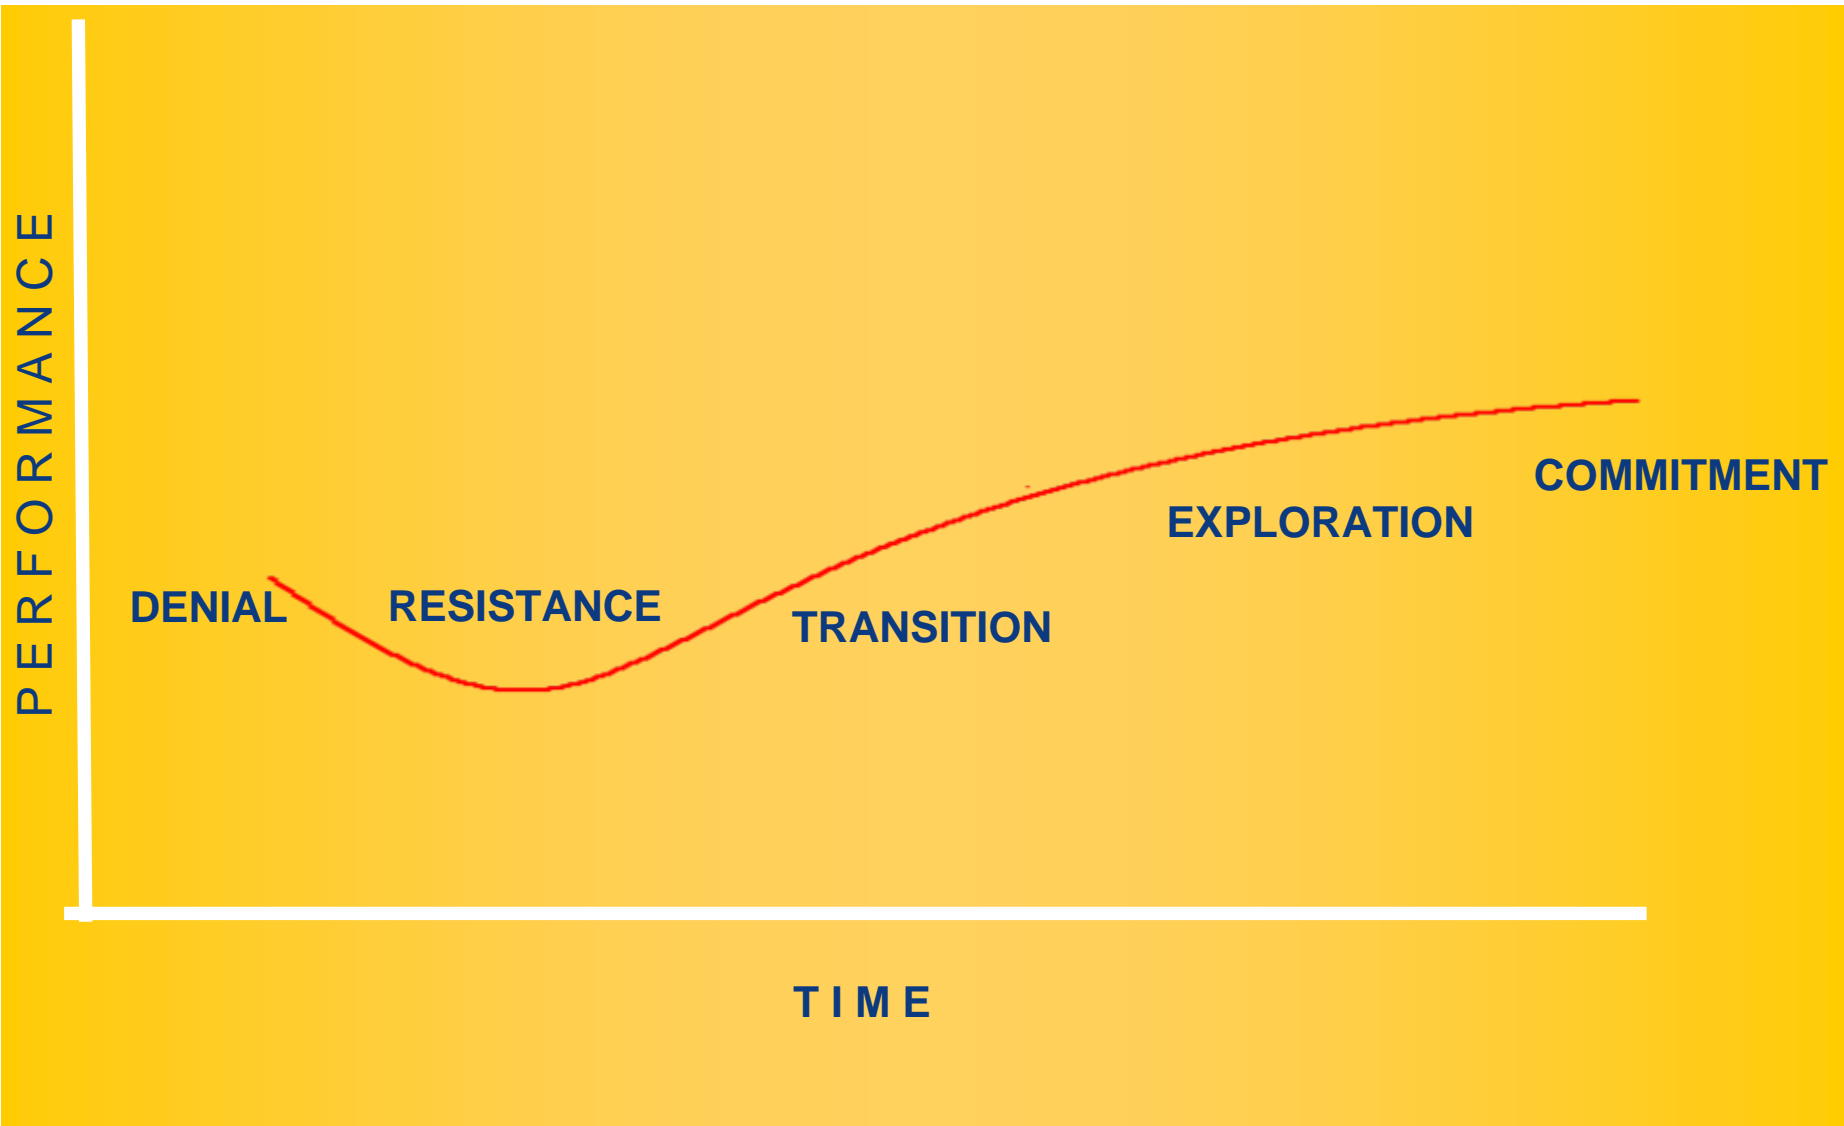 PERFORMANCE
DENIAL
RESISTANCE
TRANSITION
EXPLORATION
COMMITMENT
TIME